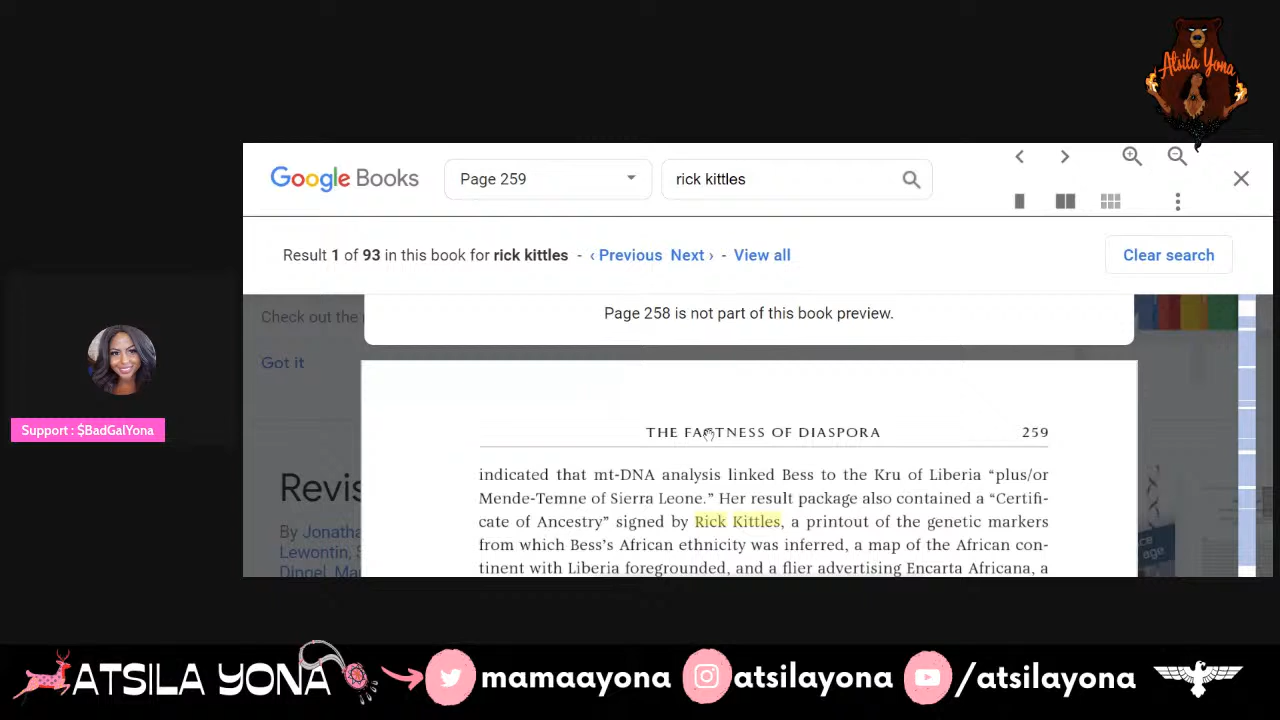 Atsila Yona
Google Books
Page 259
rick kittles
Result 1 of 93 in this book for rick kittles - ‹ Previous Next › - View all
Clear search
Check out the
Got it
Page 258 is not part of this book preview.
THE FACTNESS OF DIASPORA 259
indicated that mt-DNA analysis linked Bess to the Kru of Liberia “plus/or
Mende-Temne of Sierra Leone.” Her result package also contained a “Certifi-
cate of Ancestry” signed by Rick Kittles, a printout of the genetic markers
from which Bess’s African ethnicity was inferred, a map of the African con-
tinent with Liberia foregrounded, and a flier advertising Encarta Africana, a
Revis
By Jonatha
Lewontin,
Dingel, Ma
Support : $BadGalYona
ATSILA YONA
mamaayona
atsilayona
/atsilayona